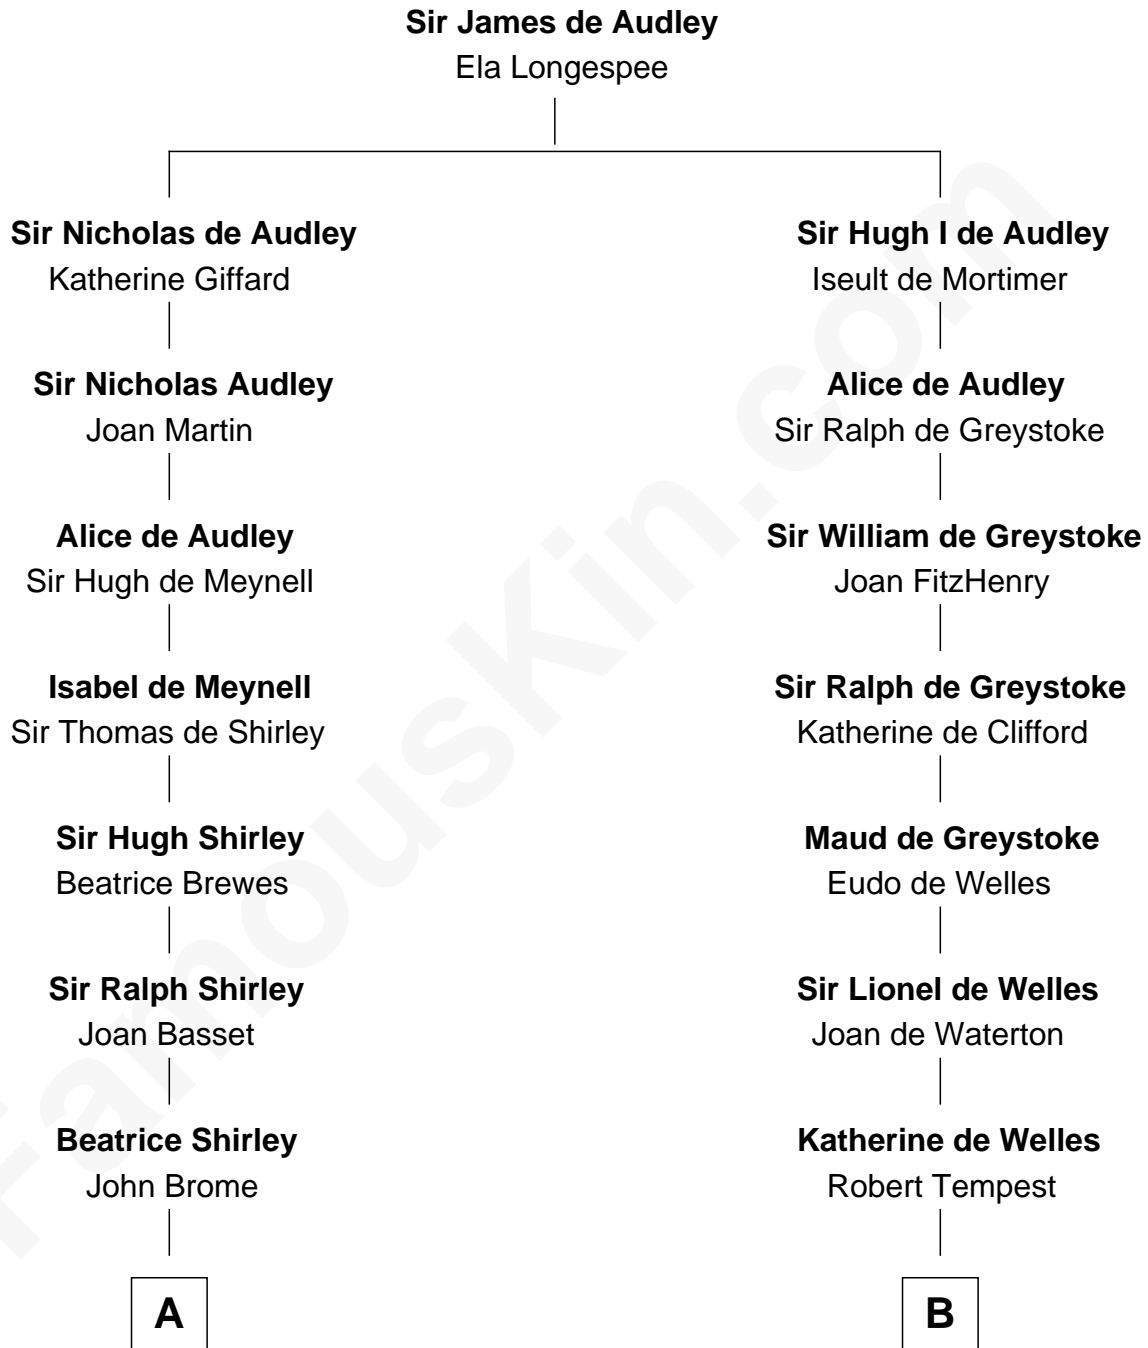 Sir James de Audley
Ela Longespee
Sir Nicholas de Audley
Katherine Giffard
Sir Nicholas Audley
Joan Martin
Alice de Audley
Sir Hugh de Meynell
Isabel de Meynell
Sir Thomas de Shirley
Sir Hugh Shirley
Beatrice Brewes
Sir Ralph Shirley
Joan Basset
Beatrice Shirley
John Brome
A
Sir Hugh I de Audley
Iseult de Mortimer
Alice de Audley
Sir Ralph de Greystoke
Sir William de Greystoke
Joan FitzHenry
Sir Ralph de Greystoke
Katherine de Clifford
Maud de Greystoke
Eudo de Welles
Sir Lionel de Welles
Joan de Waterton
Katherine de Welles
Robert Tempest
B
FamousKin.com